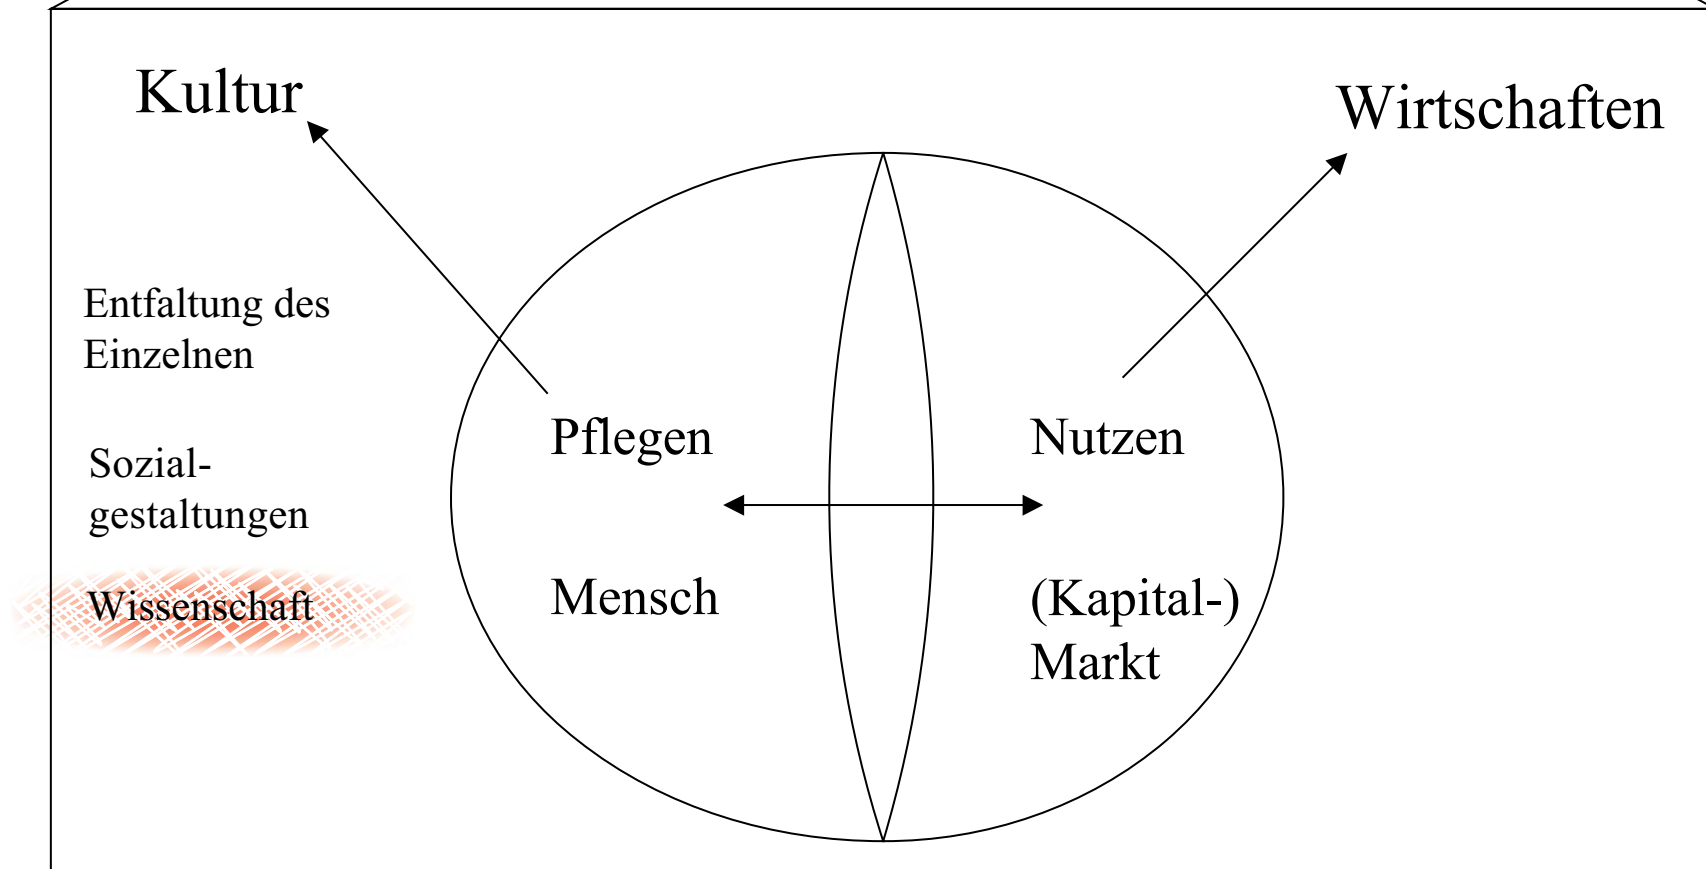 Kultur
Wirtschaften
Entfaltung des
Einzelnen
Pflegen
Nutzen
Sozial-
gestaltungen
Wissenschaft
Mensch
(Kapital-)
Markt